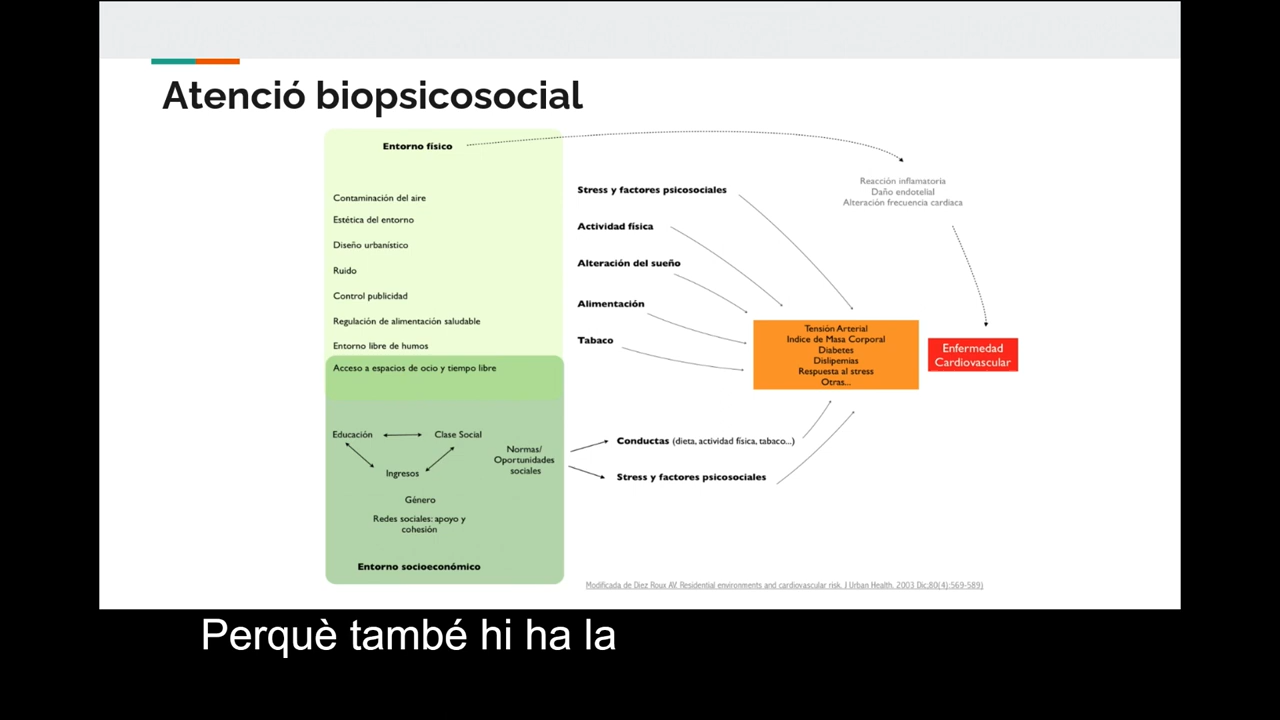 Atenció biopsicosocial
Entorno físico
Contaminación del aire
Estética del entorno
Diseño urbanístico
Ruido
Control publicidad
Regulación de alimentación saludable
Entorno libre de humos
Acceso a espacios de ocio y tiempo libre
Educación
Clase Social
Ingresos
Normas/
Oportunidades
sociales
Género
Redes sociales: apoyo y
cohesión
Entorno socioeconómico
Stress y factores psicosociales
Actividad física
Alteración del sueño
Alimentación
Tabaco
Conductas (dieta, actividad física, tabaco...)
Stress y factores psicosociales
Tensión Arterial
Indice de Masa Corporal
Diabetes
Dislipemias
Respuesta al stress
Otras...
Reacción inflamatoria
Daño endotelial
Alteración frecuencia cardiaca
Enfermedad
Cardiovascular
Modificada de Diez Roux AV. Residential environments and cardiovascular risk. J Urban Health. 2003 Dic;80(4):569-589)
Perquè també hi ha la